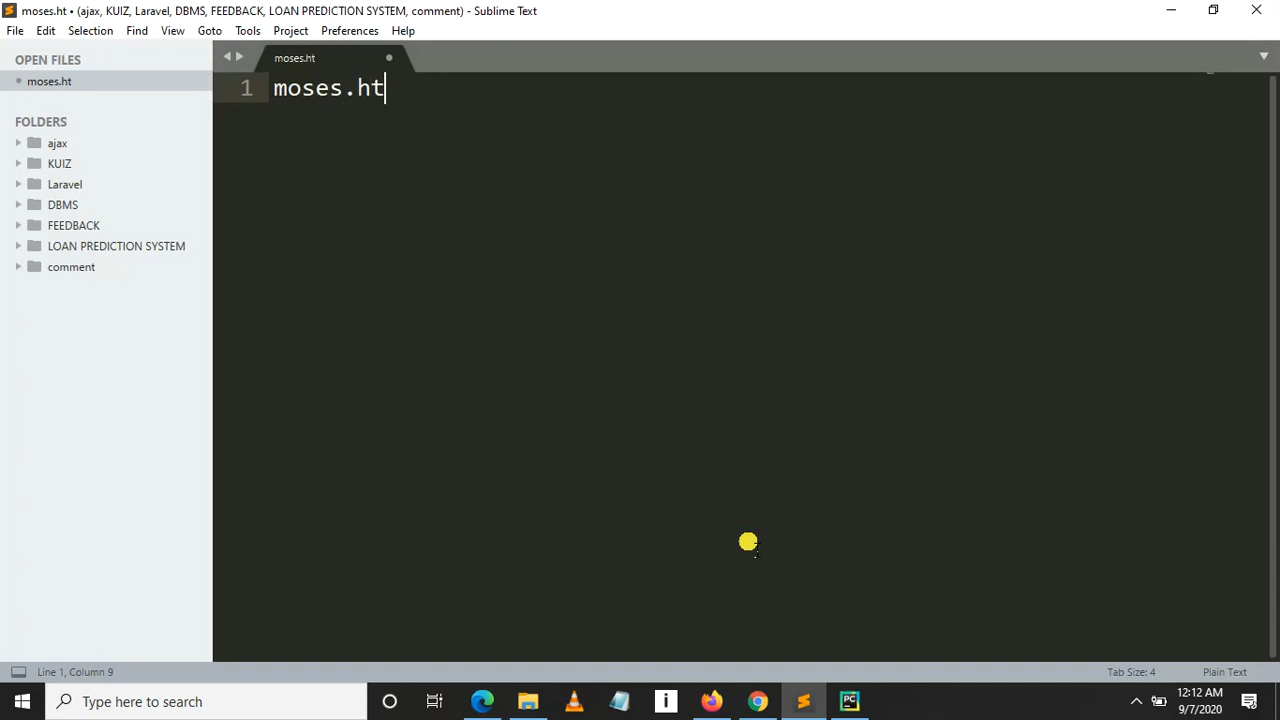 moses.ht • (ajax, KUIZ, Laravel, DBMS, FEEDBACK, LOAN PREDICTION SYSTEM, comment) - Sublime Text
File Edit Selection Find View Goto Tools Project Preferences Help
OPEN FILES
moses.ht
FOLDERS
ajax
KUIZ
Laravel
DBMS
FEEDBACK
LOAN PREDICTION SYSTEM
comment
moses.ht
1 moses.ht
Line 1, Column 9
Tab Size: 4
Plain Text
Type here to search
i
PC
12:12 AM
9/7/2020